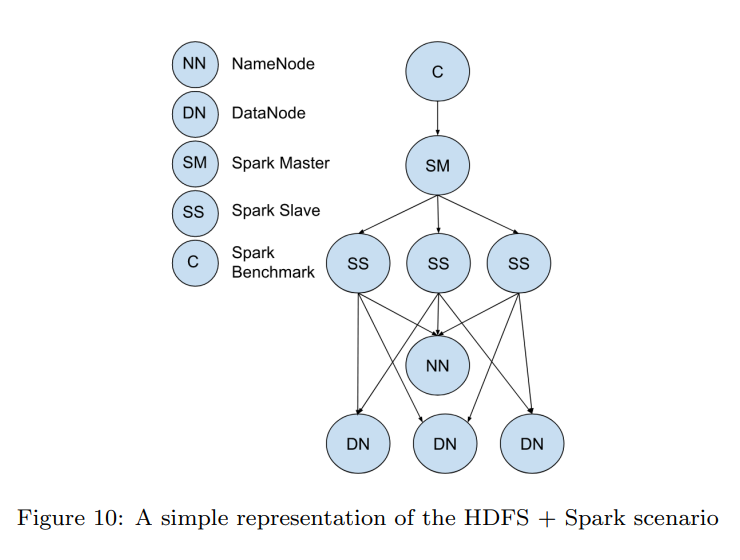 NN NameNode
DN DataNode
SM Spark Master
SS Spark Slave
C Spark
Benchmark
C
SM
SS SS SS
NN
DN DN DN
Figure 10: A simple representation of the HDFS + Spark scenario